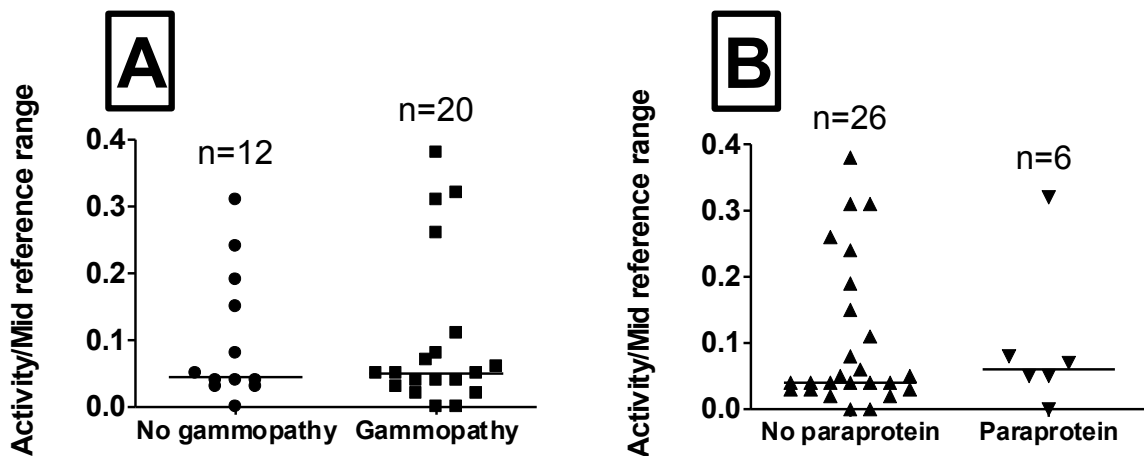 A
B
n=12
n=20
n=26
n=6
Activity/Mid reference range
0.4
0.3
0.2
0.1
0.0
No gammopathy
Gammopathy
Activity/Mid reference range
0.4
0.3
0.2
0.1
0.0
No paraprotein
Paraprotein